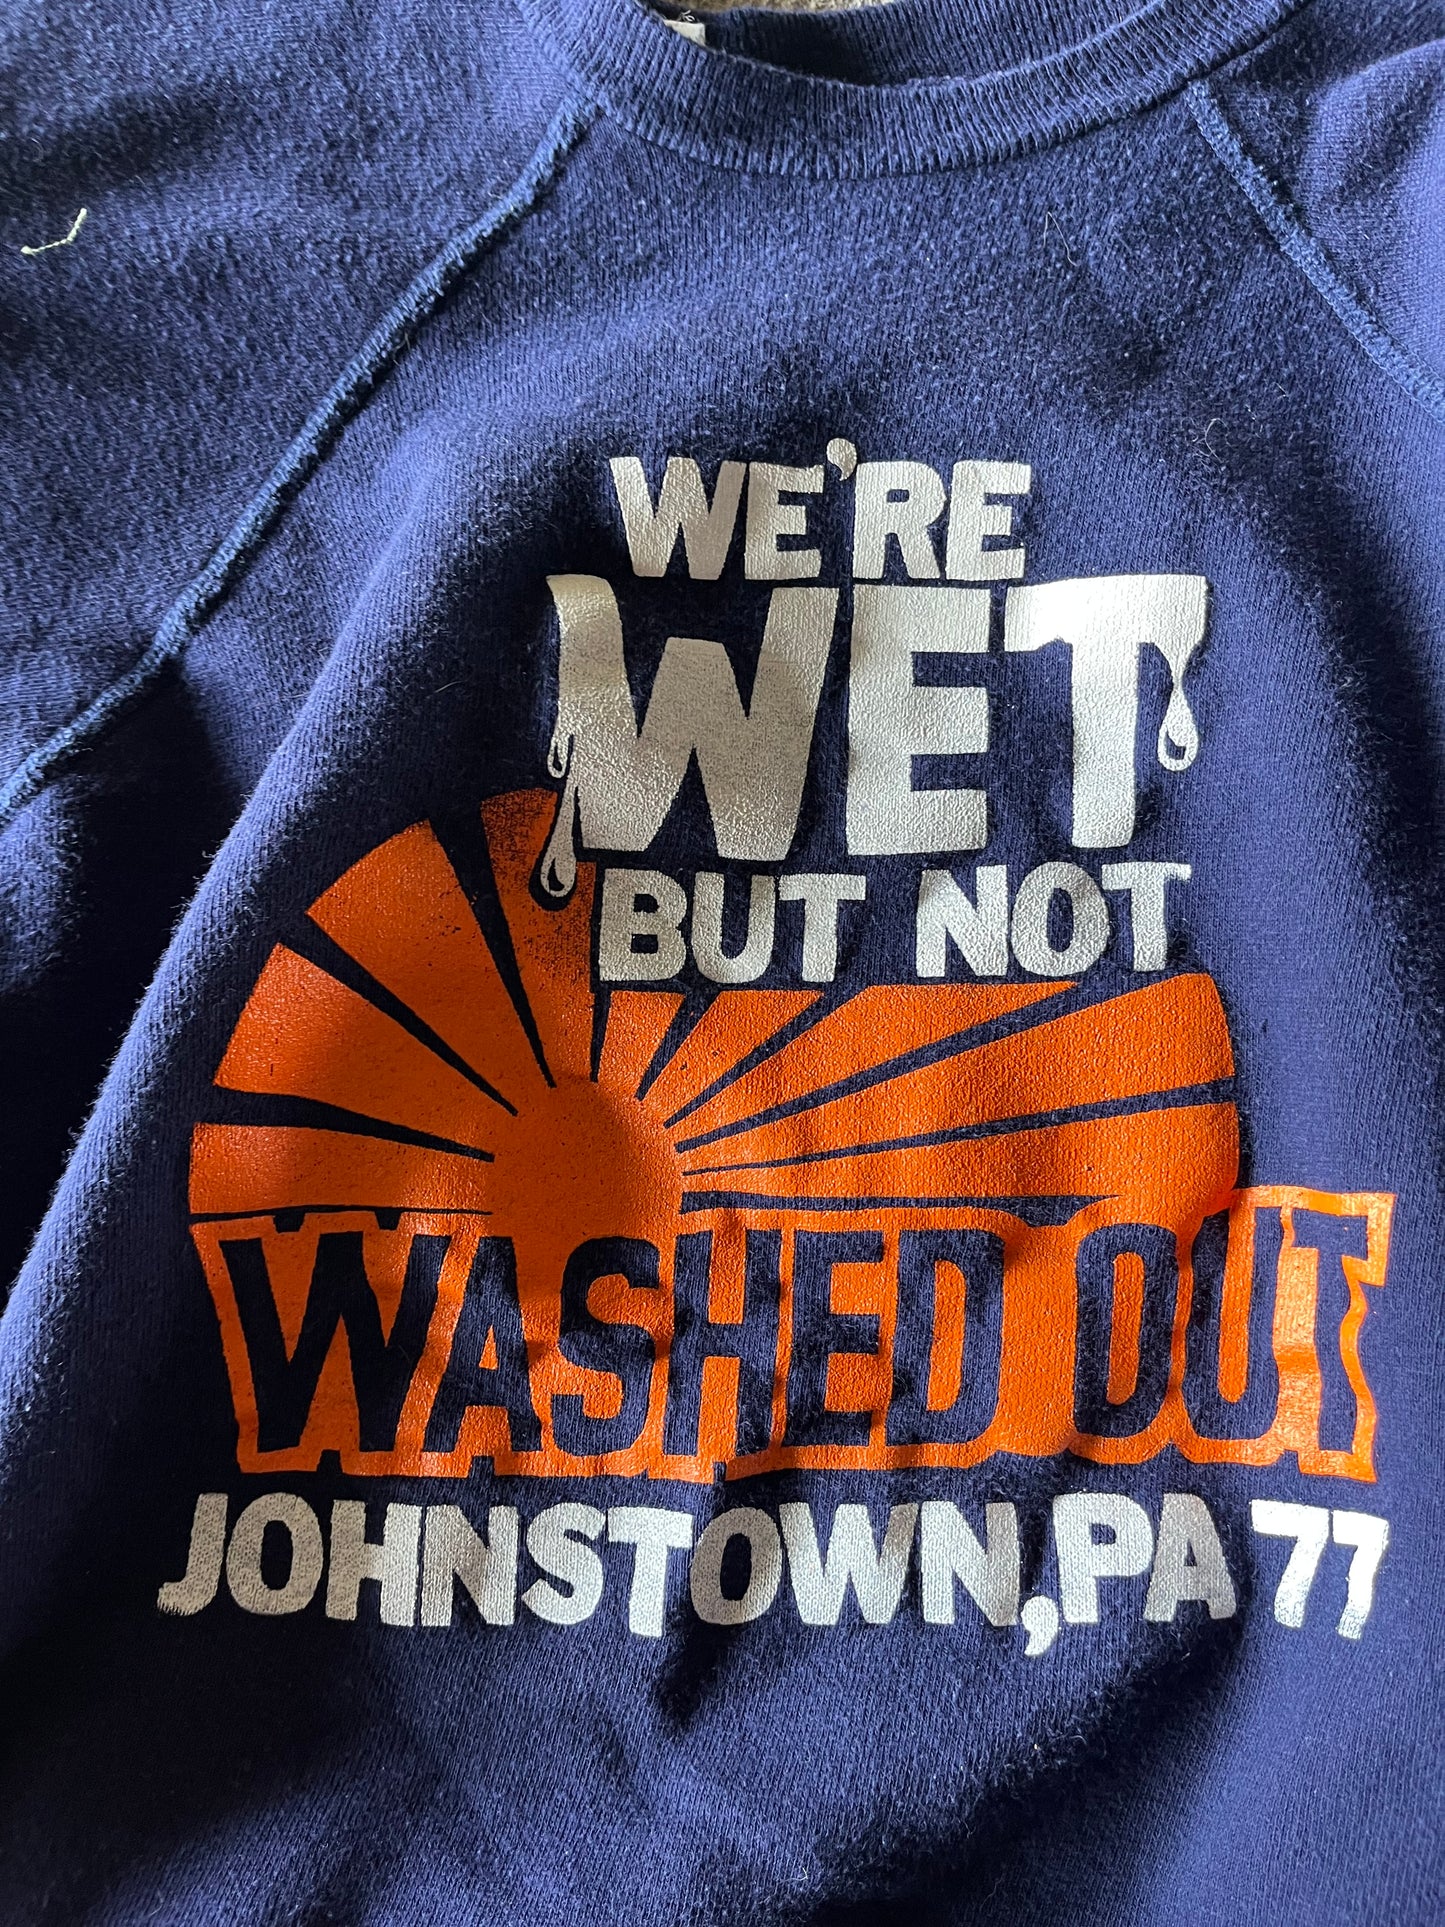 WE'RE
WET
BUT NOT
WASHED OUT
JOHNSTOWN, PA 77